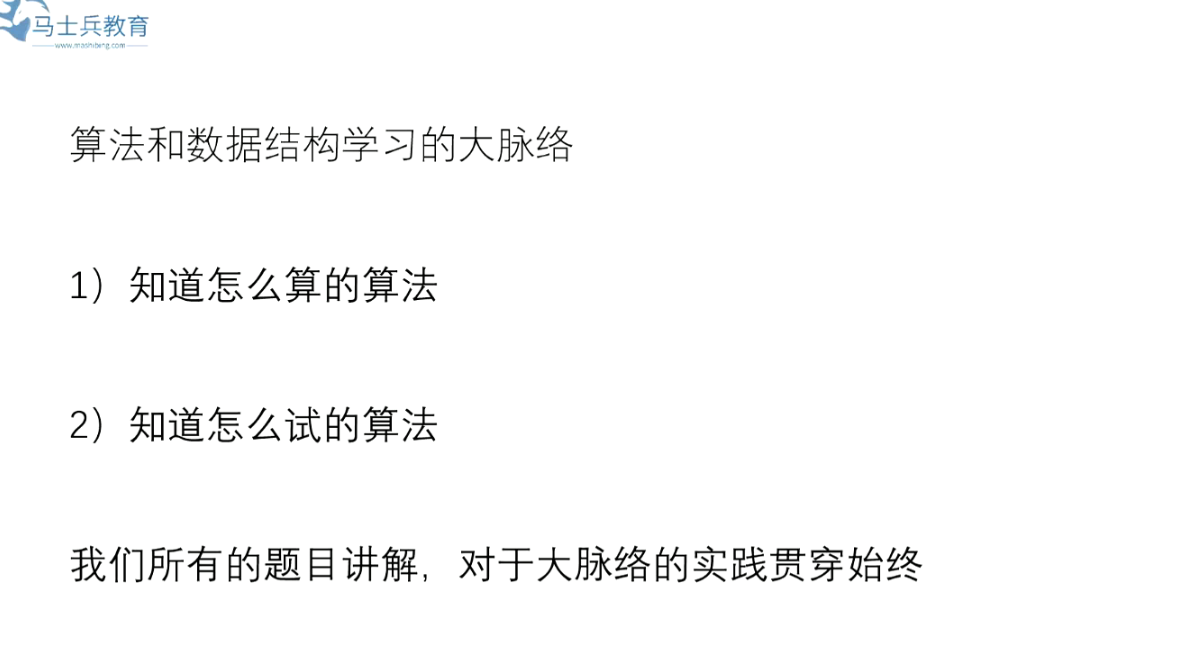 马士兵教育
www.mashibing.com
算法和数据结构学习的大脉络
1）知道怎么算的算法
2）知道怎么试的算法
我们所有的题目讲解，对于大脉络的实践贯穿始终